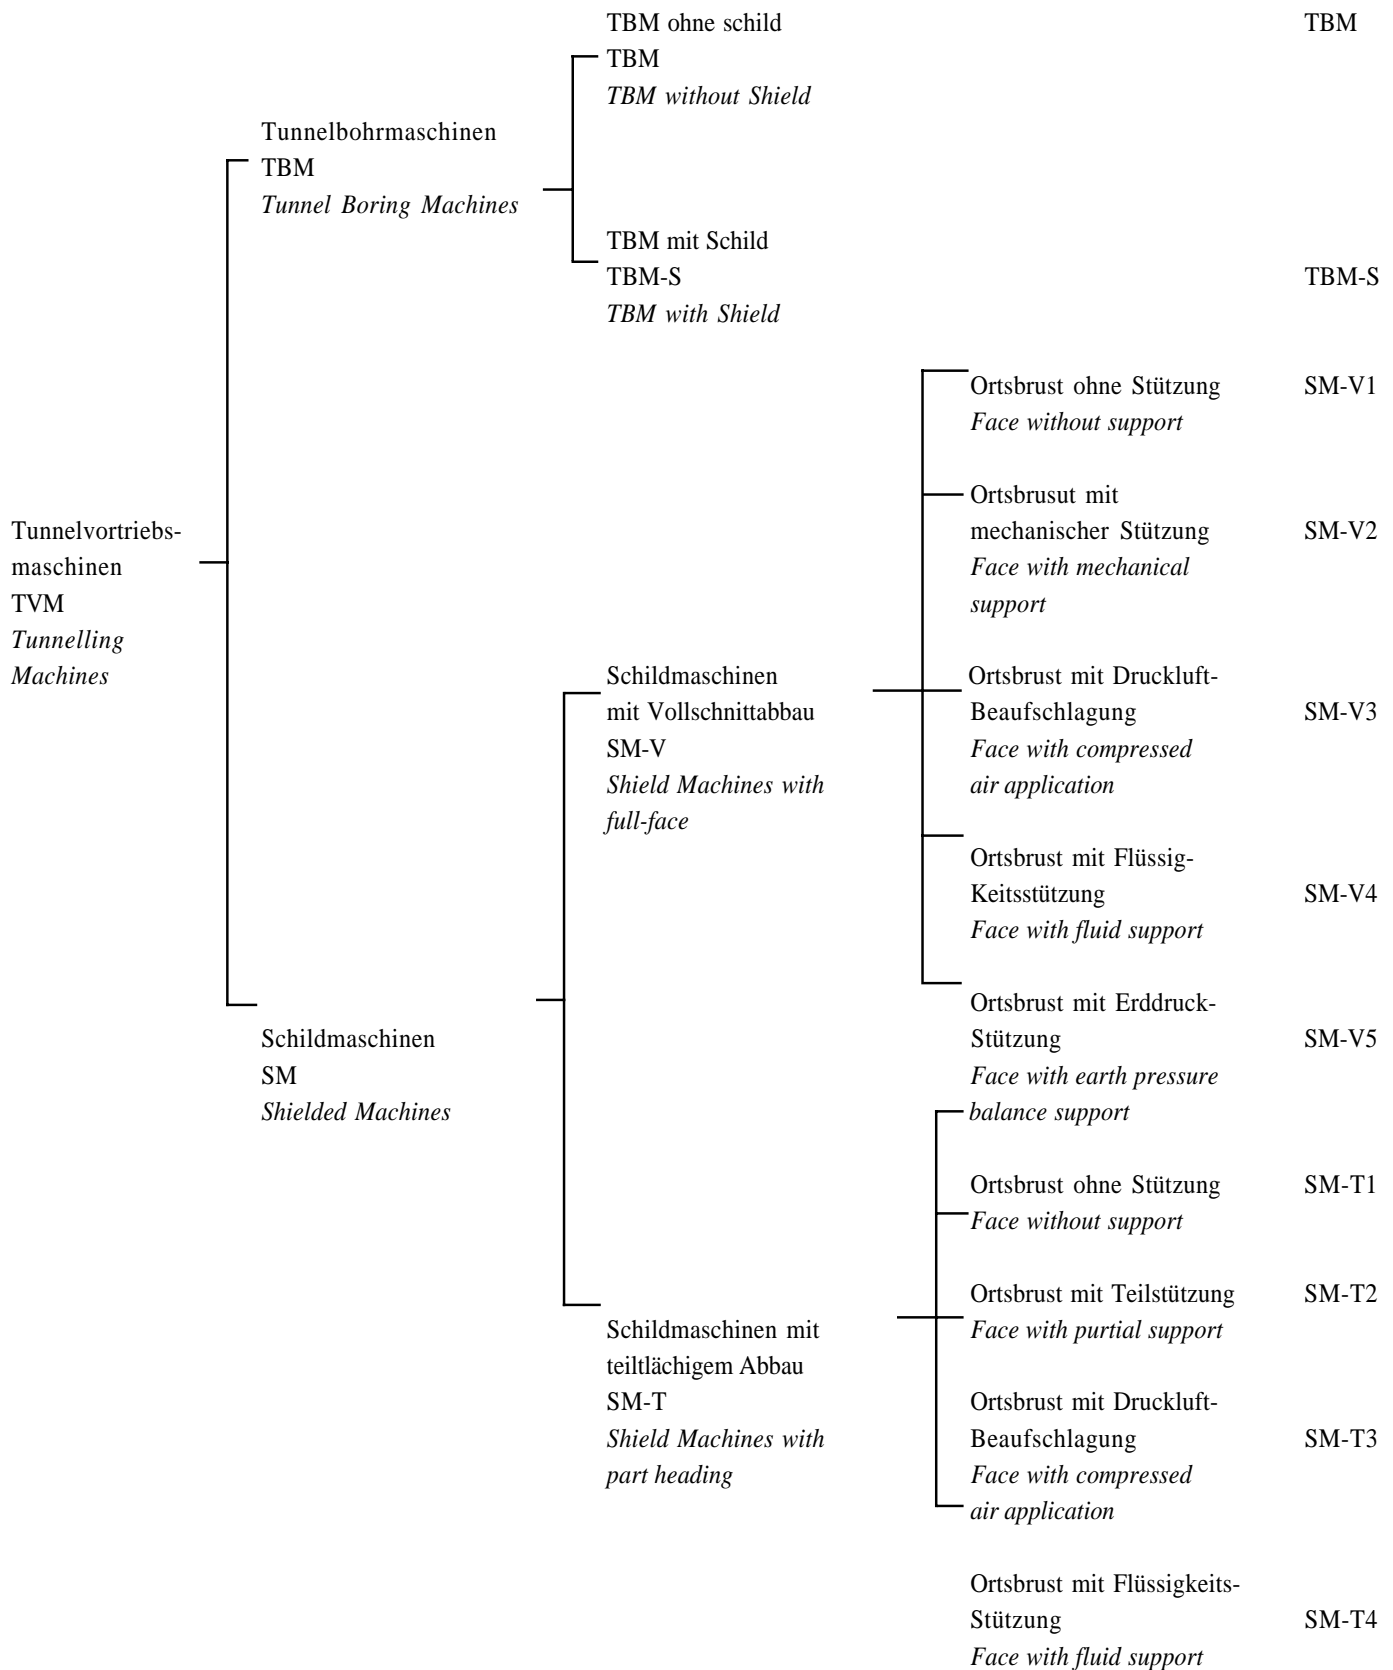 TBM ohne schild
TBM
TBM
TBM without Shield
Tunnelbohrmaschinen
TBM
Tunnel Boring Machines
TBM mit Schild
TBM-S
TBM-S
TBM with Shield
Tunnelvortriebs-
maschinen
TVM
Tunnelling
Machines
Schildmaschinen
SM
Shielded Machines
Schildmaschinen
mit Vollschnittabbau
SM-V
Shield Machines with
full-face
Ortsbrust ohne Stützung
SM-V1
Face without support
Ortsbrusut mit
mechanischer Stützung
SM-V2
Face with mechanical
support
Ortsbrust mit Druckluft-
Beaufschlagung
SM-V3
Face with compressed
air application
Ortsbrust mit Flüssig-
Keitsstützung
SM-V4
Face with fluid support
Ortsbrust mit Erddruck-
Stützung
SM-V5
Face with earth pressure
balance support
Schildmaschinen mit
teiltlächigem Abbau
SM-T
Shield Machines with
part heading
Ortsbrust ohne Stützung
SM-T1
Face without support
Ortsbrust mit Teilstützung
SM-T2
Face with purtial support
Ortsbrust mit Druckluft-
Beaufschlagung
SM-T3
Face with compressed
air application
Ortsbrust mit Flüssigkeits-
Stützung
SM-T4
Face with fluid support